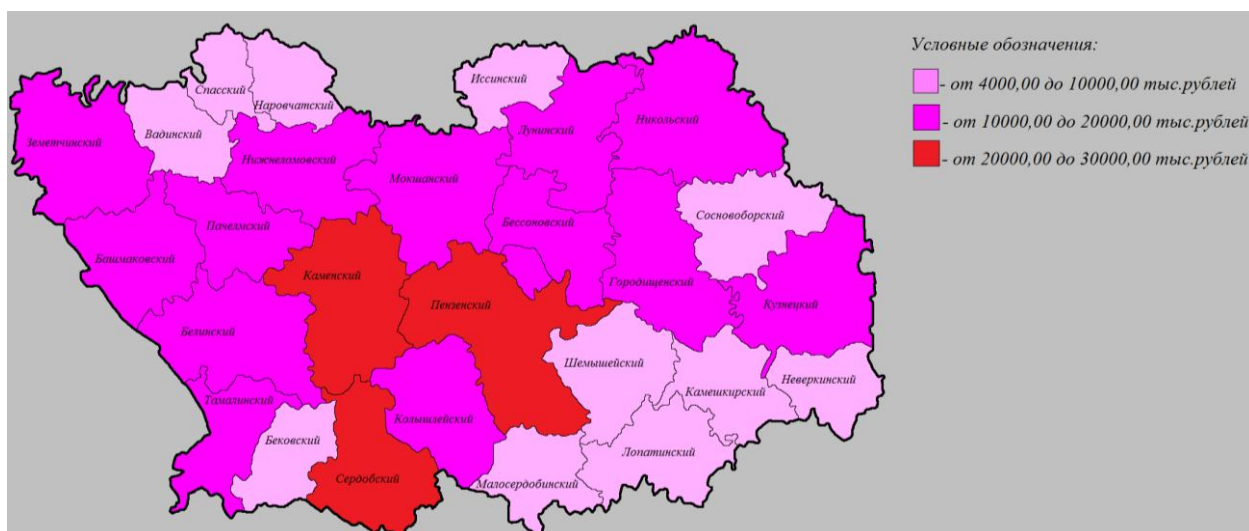 Условные обозначения:
- от 4000,00 до 10000,00 тыс.рублей
- от 10000,00 до 20000,00 тыс.рублей
- от 20000,00 до 30000,00 тыс.рублей
Иссинский
Спасский
Наровчатский
Вадинский
Земетчинский
Лунинский
Никольский
Нижнеломовский
Мокшанский
Пачелмский
Бессоновский
Сосновоборский
Башмаковский
Каменский
Пензенский
Городищенский
Кузнецкий
Белинский
Шемышейский
Неверкинский
Камешкирский
Тамалинский
Колышлейский
Бековский
Лопатинский
Сердобский
Малосердобинский